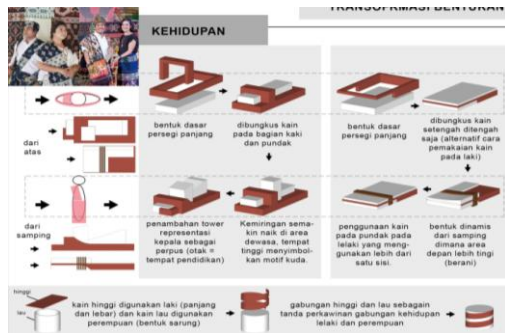 TRANSOFRMASI BENTUKAN
KEHIDUPAN
dari
atas
bentuk dasar
persegi panjang
dibungkus kain
pada bagian kaki
dan pundak
bentuk dasar
persegi panjang
dibungkus kain
setengah ditengah
saja (alternatif cara
pemakaian kain
pada laki)
dari
samping
penambahan tower
representasi
kepala sebagai
perpus (otak =
tempat pendidikan)
Kemiringan sema-
kin naik di area
dewasa, tempat
tinggi menyimbol-
kan motif kuda.
penggunaan kain
pada pundak pada
lelaki yang meng-
gunakan lebih dari
satu sisi.
bentuk dinamis
dari samping
dimana area
depan lebih tingi
(berani)
hinggi
lau
kain hinggi digunakan laki (panjang
dan lebar) dan kain lau digunakan
perempuan (bentuk sarung)
gabungan hinggi dan lau sebagain
tanda perkawinan gabungan kehidupan
lelaki dan perempuan